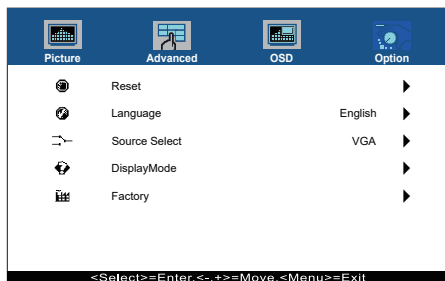 Picture Advanced OSD Option
Reset
Language English
Source Select VGA
DisplayMode
Factory
<Select>=Enter,<-,+>=Move,<Menu>=Exit